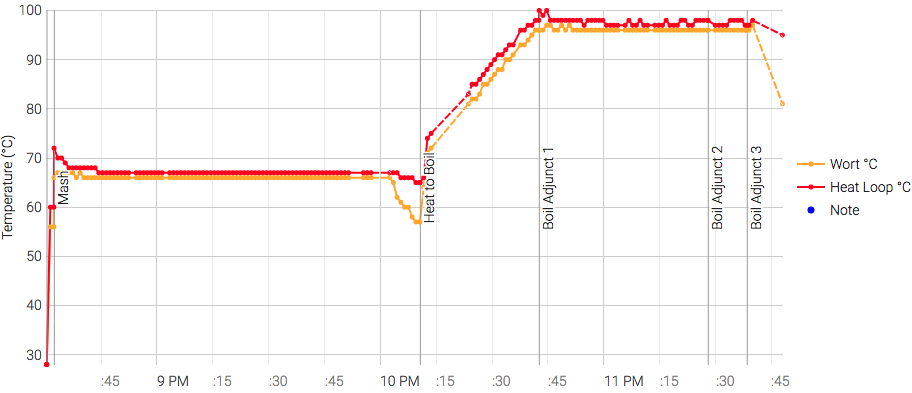 100
90
80
70
60
50
40
30
Temperature (°C)
Mash
Heat to Boil
Boil Adjunct 1
Boil Adjunct 2
Boil Adjunct 3
Wort °C
Heat Loop °C
Note
:45 9 PM :15 :30 :45 10 PM :15 :30 :45 11 PM :15 :30 :45